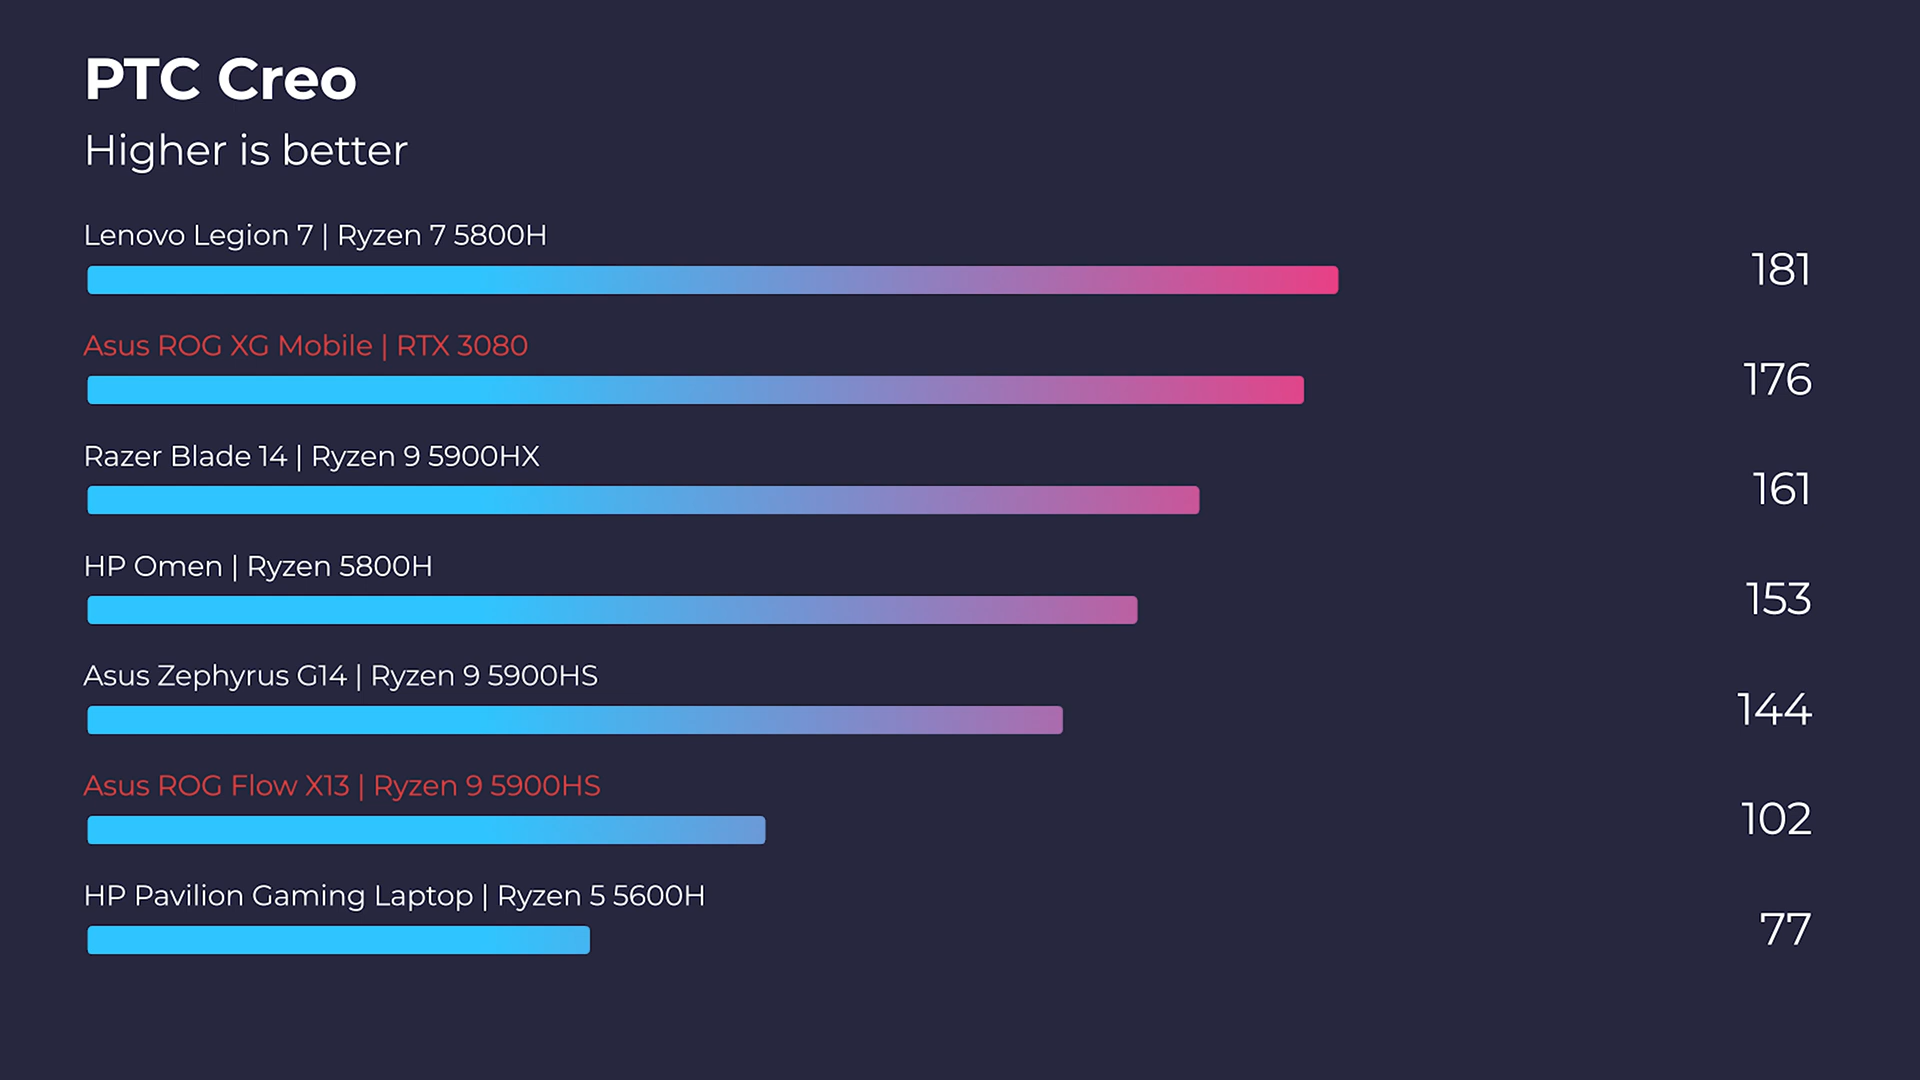 PTC Creo
Higher is better
Lenovo Legion 7 | Ryzen 7 5800H
181
Asus ROG XG Mobile | RTX 3080
176
Razer Blade 14 | Ryzen 9 5900HX
161
HP Omen | Ryzen 5800H
153
Asus Zephyrus G14 | Ryzen 9 5900HS
144
Asus ROG Flow X13 | Ryzen 9 5900HS
102
HP Pavilion Gaming Laptop | Ryzen 5 5600H
77